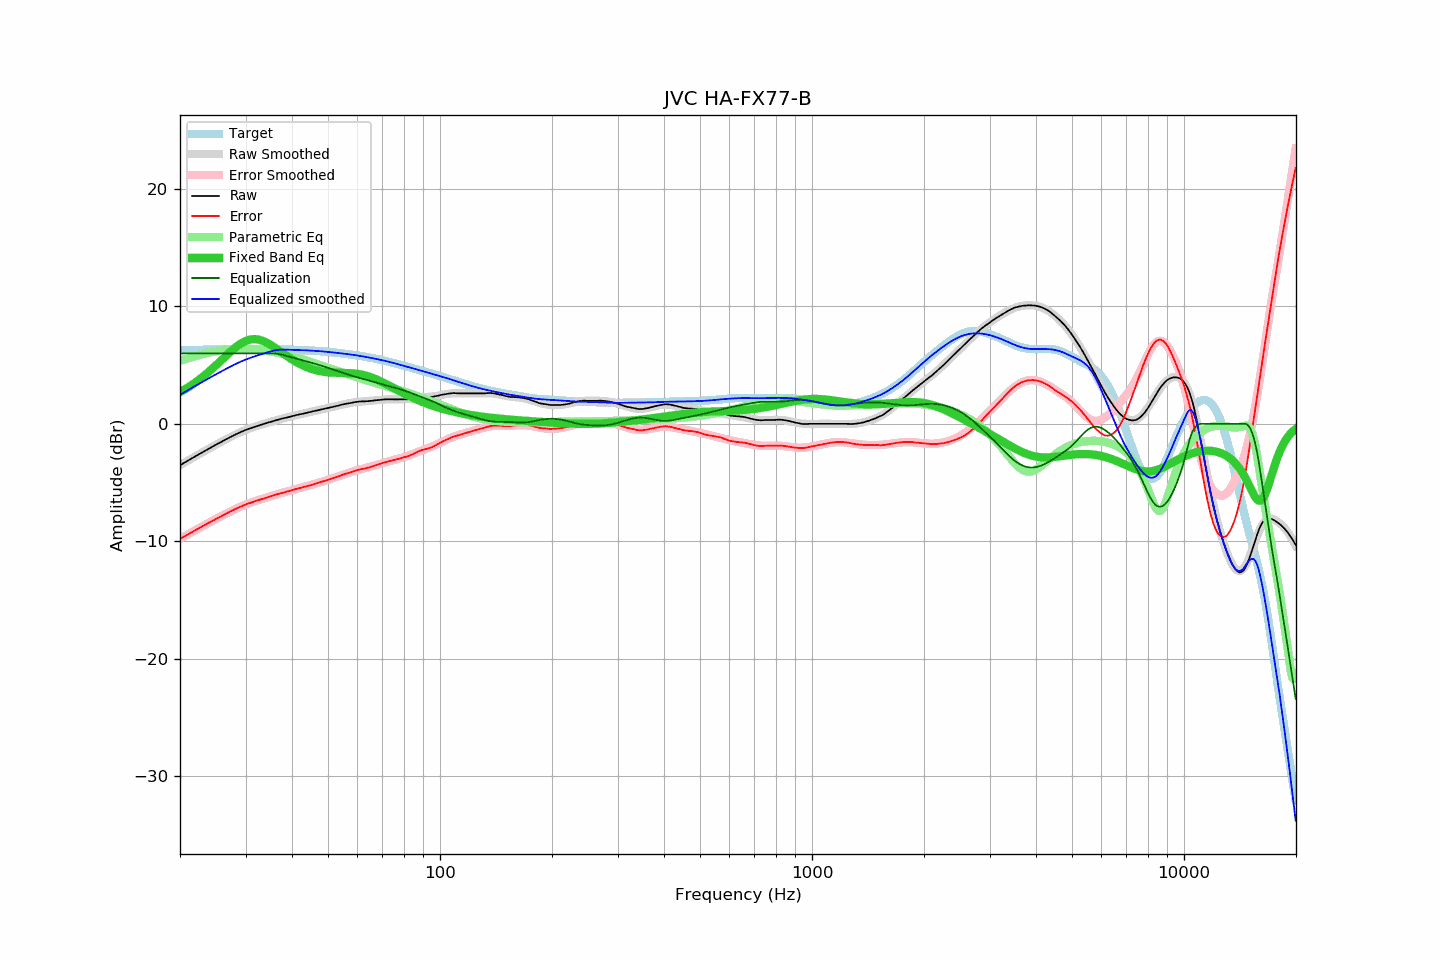 JVC HA-FX77-B
Target
Raw Smoothed
Error Smoothed
Raw
Error
Parametric Eq
Fixed Band Eq
Equalization
Equalized smoothed
20
10
0
−10
−20
−30
Amplitude (dBr)
100
1000
10000
Frequency (Hz)